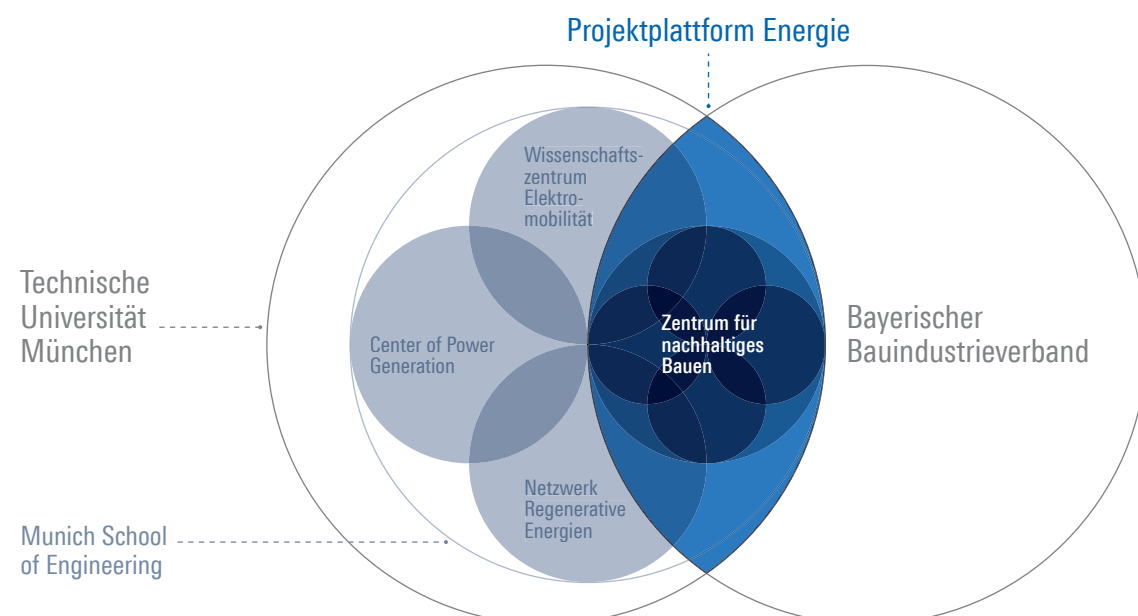 Projektplattform Energie
Wissenschafts-
zentrum
Elektro-
mobilität
Technische
Universität
München
Center of Power
Generation
Zentrum für
nachhaltiges
Bauen
Bayerischer
Bauindustrieverband
Netzwerk
Regenerative
Energien
Munich School
of Engineering